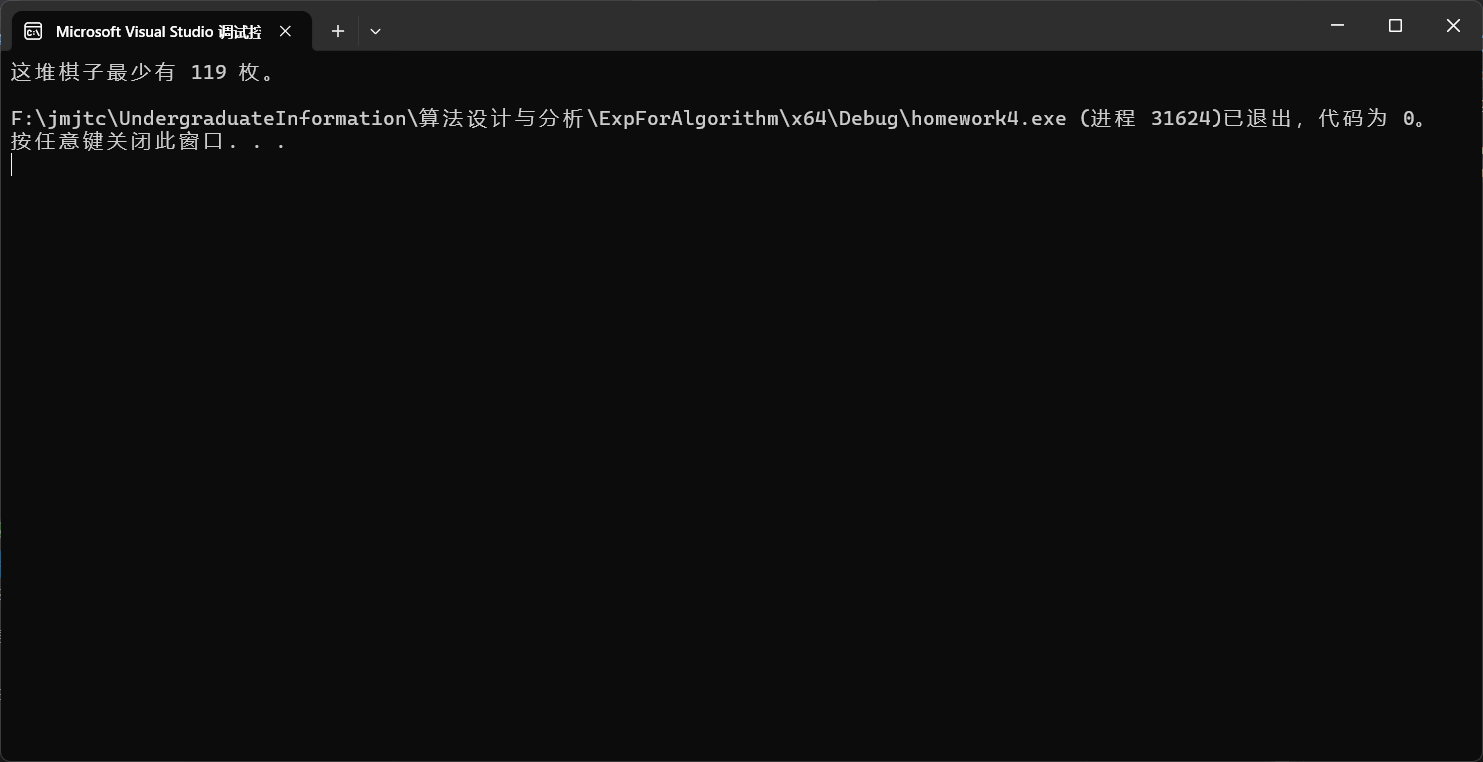 Microsoft Visual Studio 调试控
这堆棋子最少有 119 枚。
F:\jmjtc\UndergraduateInformation\算法设计与分析\ExpForAlgorithm\x64\Debug\homework4.exe (进程 31624)已退出，代码为 0。
按任意键关闭此窗口. . .